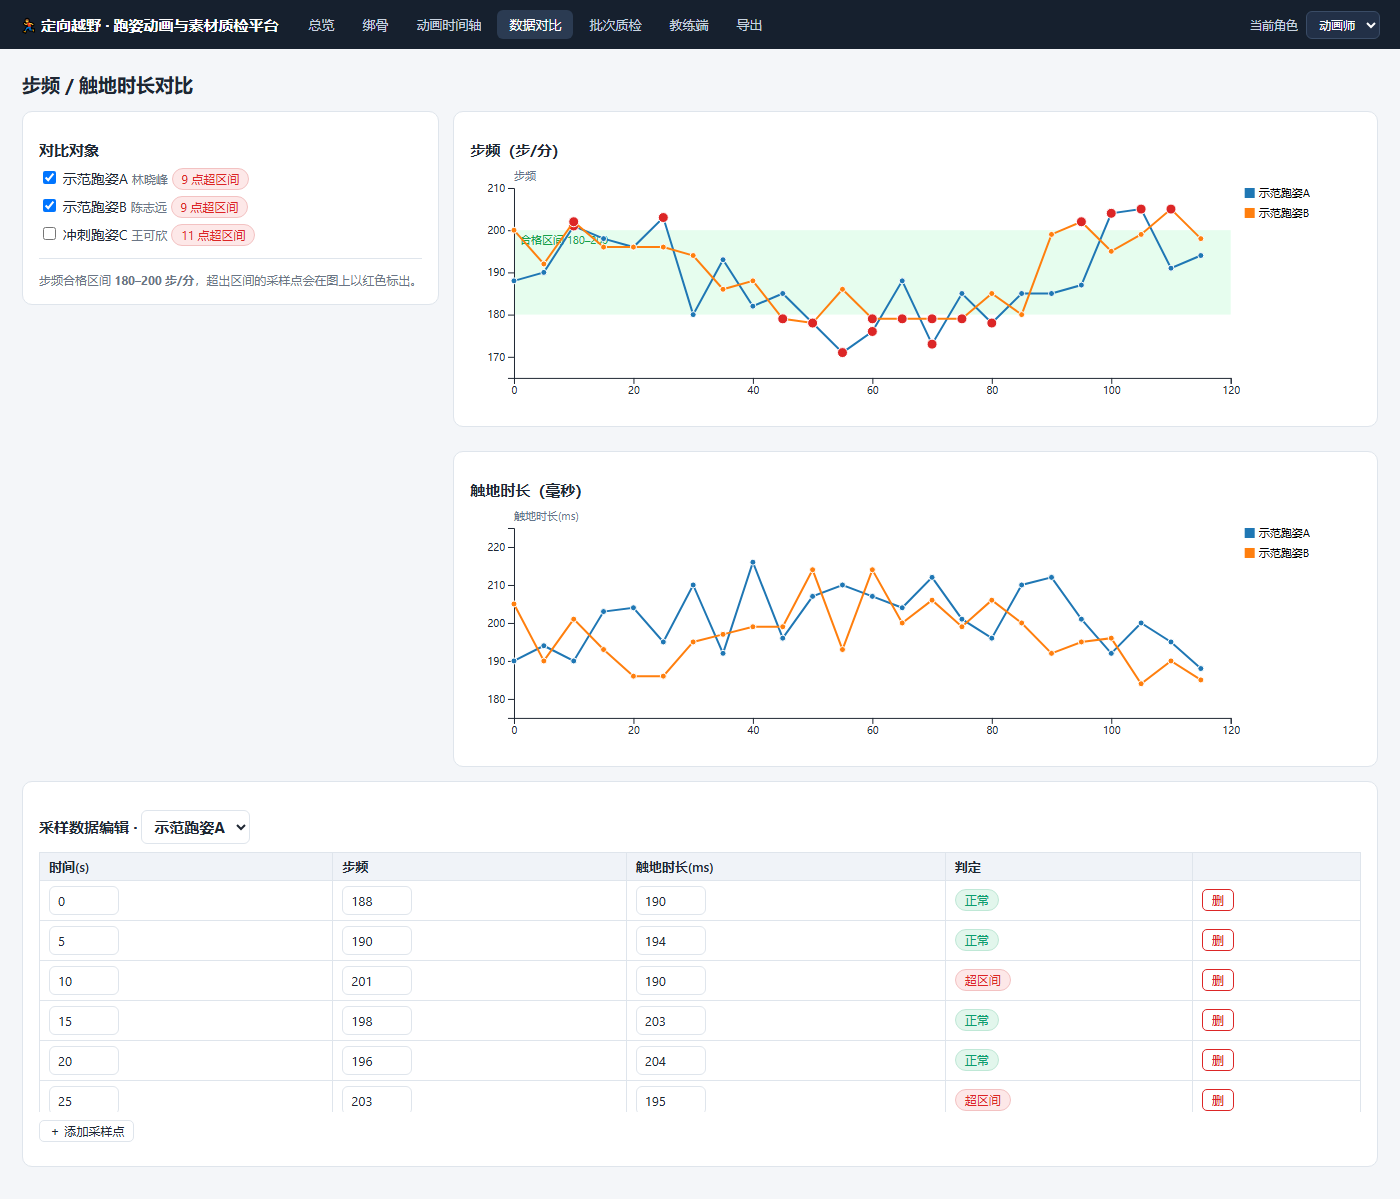 定向越野 · 跑姿动画与素材质检平台 总览 绑骨 动画时间轴 数据对比 批次质检 教练端 导出 当前角色 动画师
步频 / 触地时长对比
对比对象
示范跑姿A 林晓峰 9 点超区间
示范跑姿B 陈志远 9 点超区间
冲刺跑姿C 王可欣 11 点超区间
步频合格区间 180–200 步/分，超出区间的采样点会在图上以红色标出。
步频（步/分）
步频
210
200
190
180
170
合格区间 180–200
0 20 40 60 80 100 120
示范跑姿A
示范跑姿B
触地时长（毫秒）
触地时长(ms)
220
210
200
190
180
0 20 40 60 80 100 120
示范跑姿A
示范跑姿B
采样数据编辑 · 示范跑姿A
时间(s) 步频 触地时长(ms) 判定
0 188 190 正常 删
5 190 194 正常 删
10 201 190 超区间 删
15 198 203 正常 删
20 196 204 正常 删
25 203 195 超区间 删
+ 添加采样点